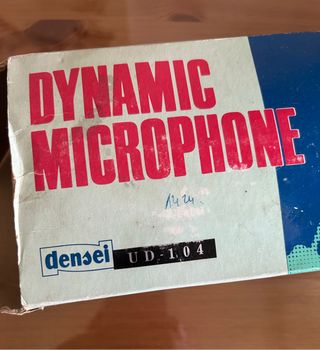 DYNAMIC
MICROPHONE
densei UD-104